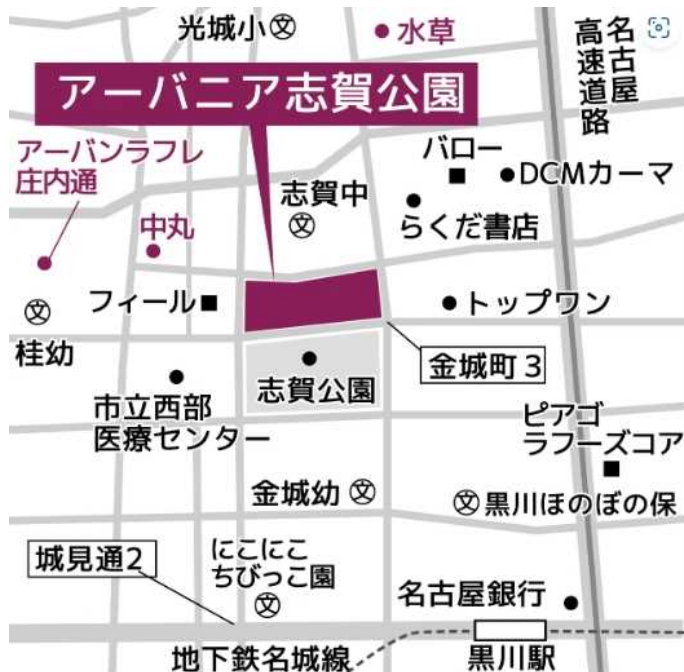 光城小㊛
水草
名古屋
高速道路
アーバニア志賀公園
アーバンラフレ
庄内通
中丸
志賀中
文
バロー
DCMカーマ
らくだ書店
文
桂幼
フィール
トップワン
金城町3
志賀公園
市立西部
医療センター
ピアゴ
ラフーズコア
金城幼 文
文 黒川ほのぼの保
城見通2
にこにこ
ちびっこ園
文
名古屋銀行
地下鉄名城線
黒川駅